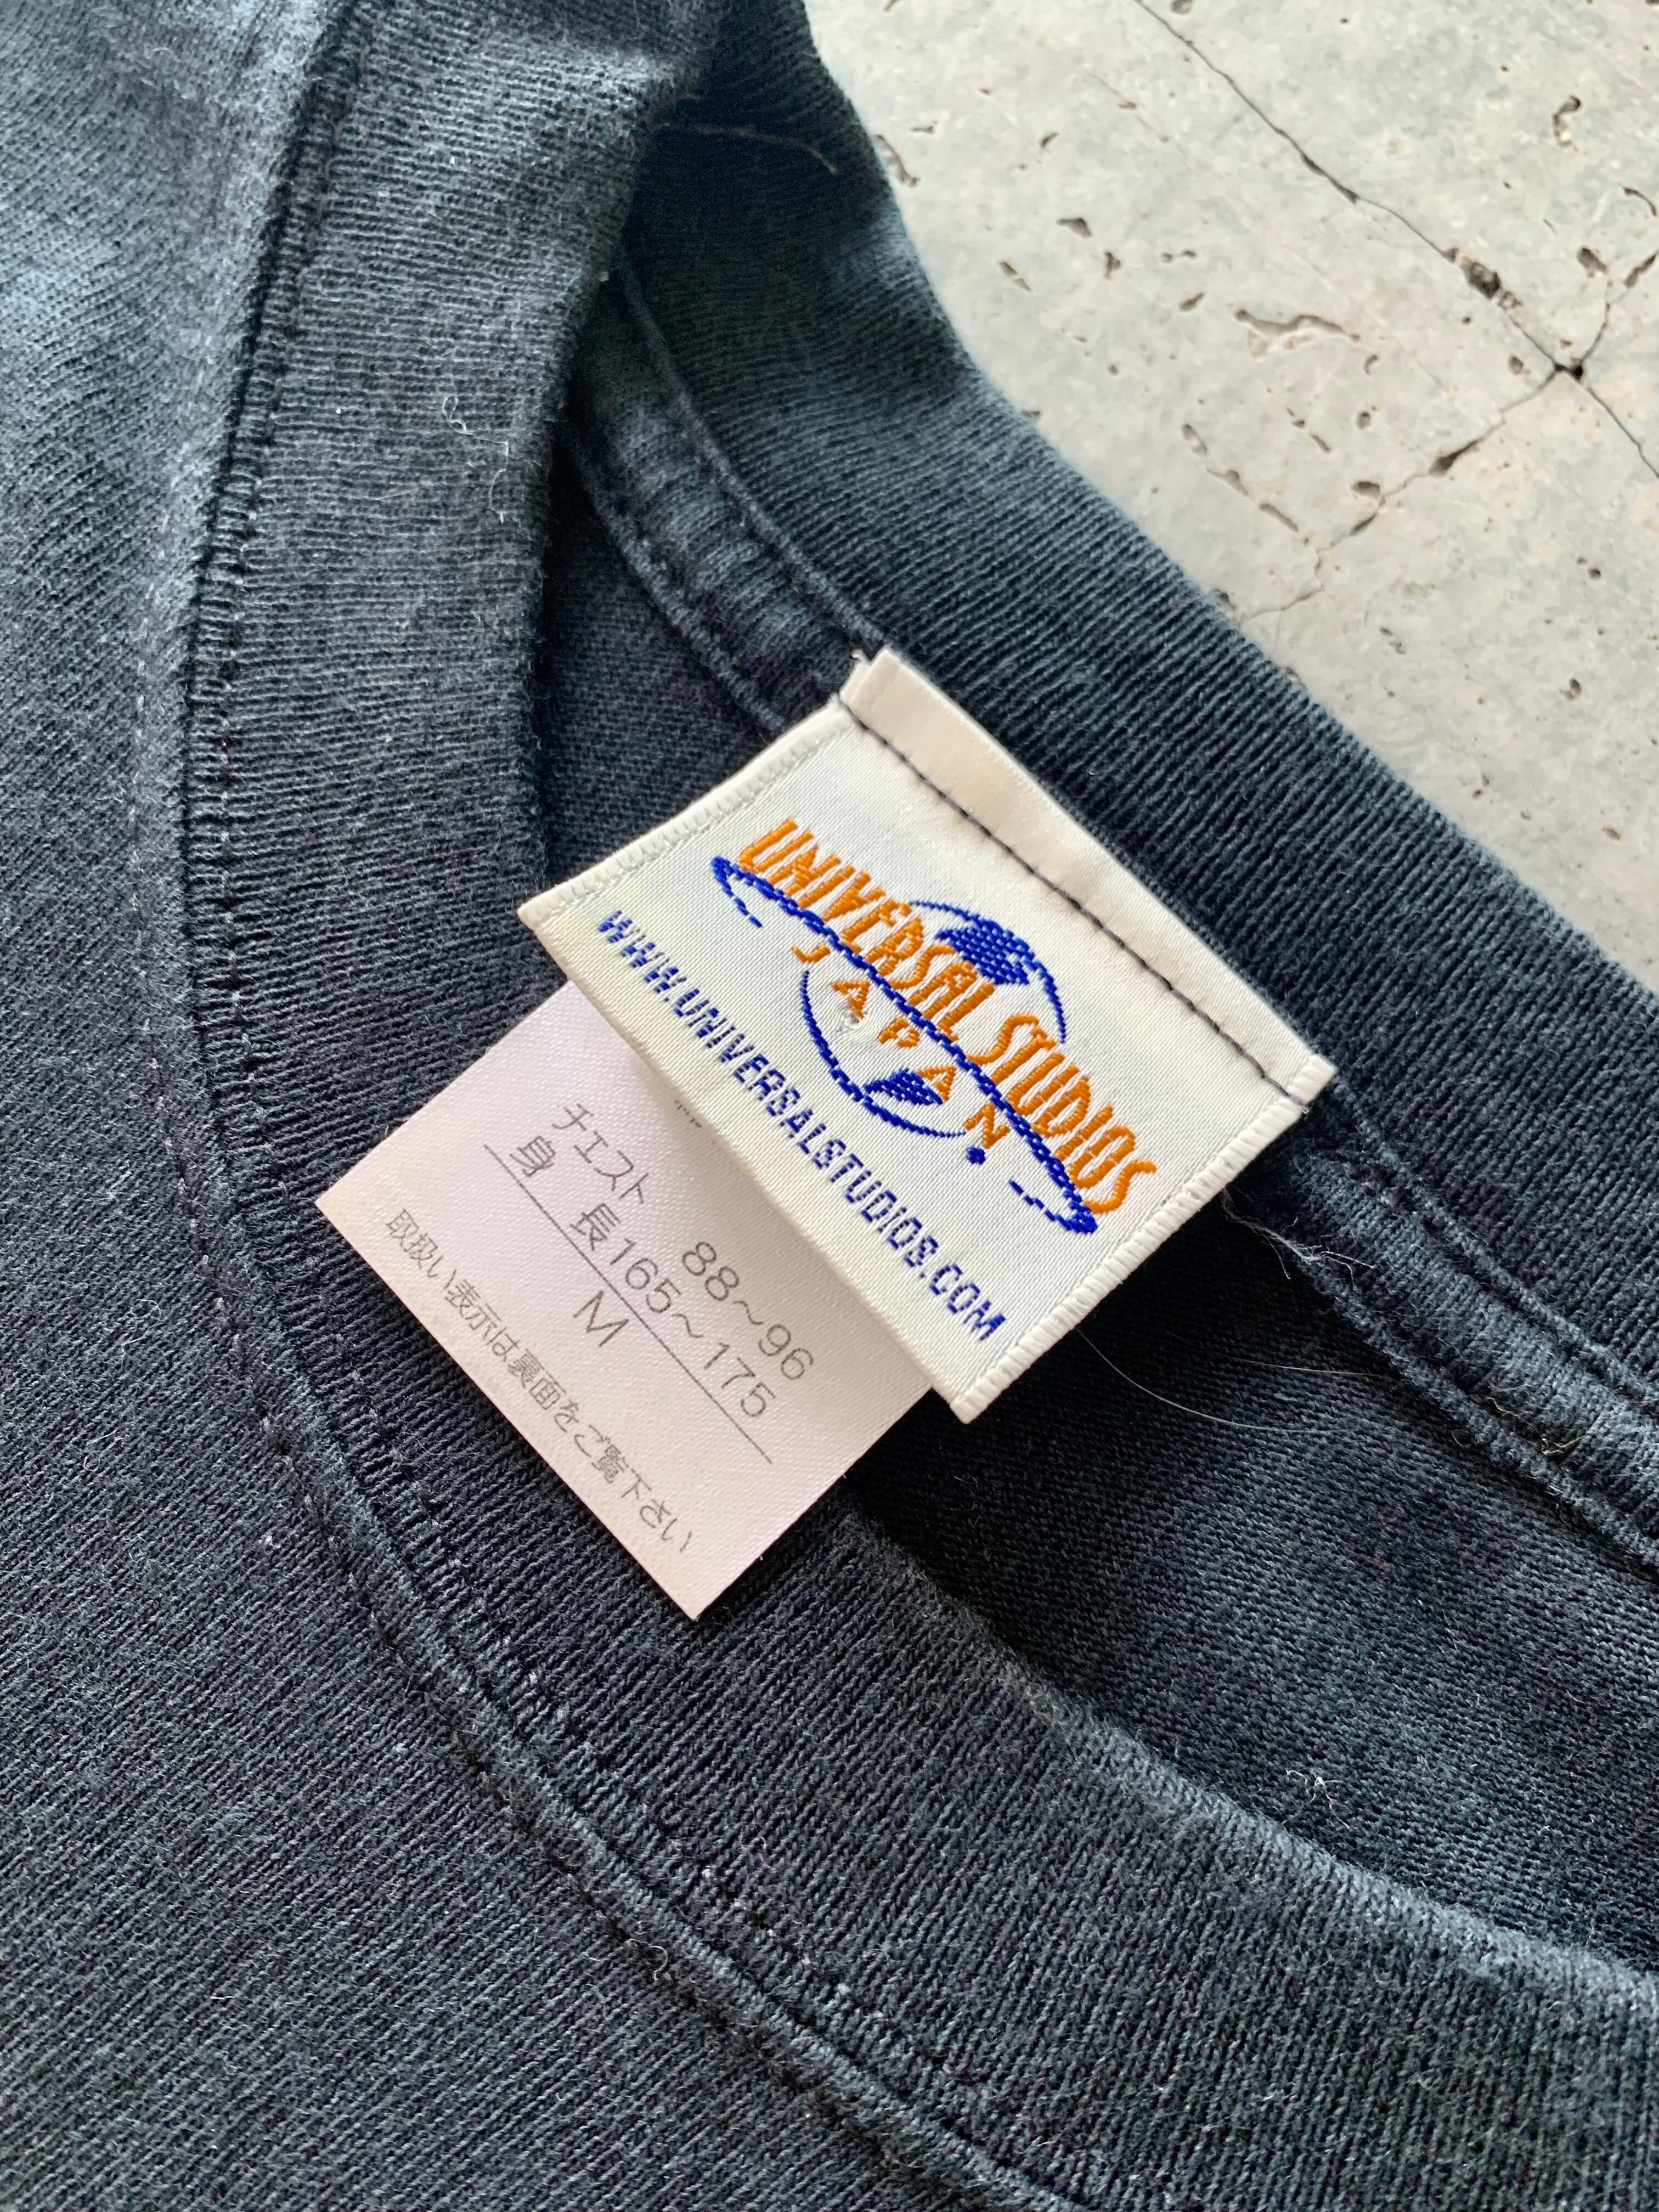 UNIVERSAL STUDIOS
JAPAN
WWW.UNIVERSALSTUDIOS.COM
チェスト 88～96
身　長165～175
M
取扱い表示は裏面をご覧下さい